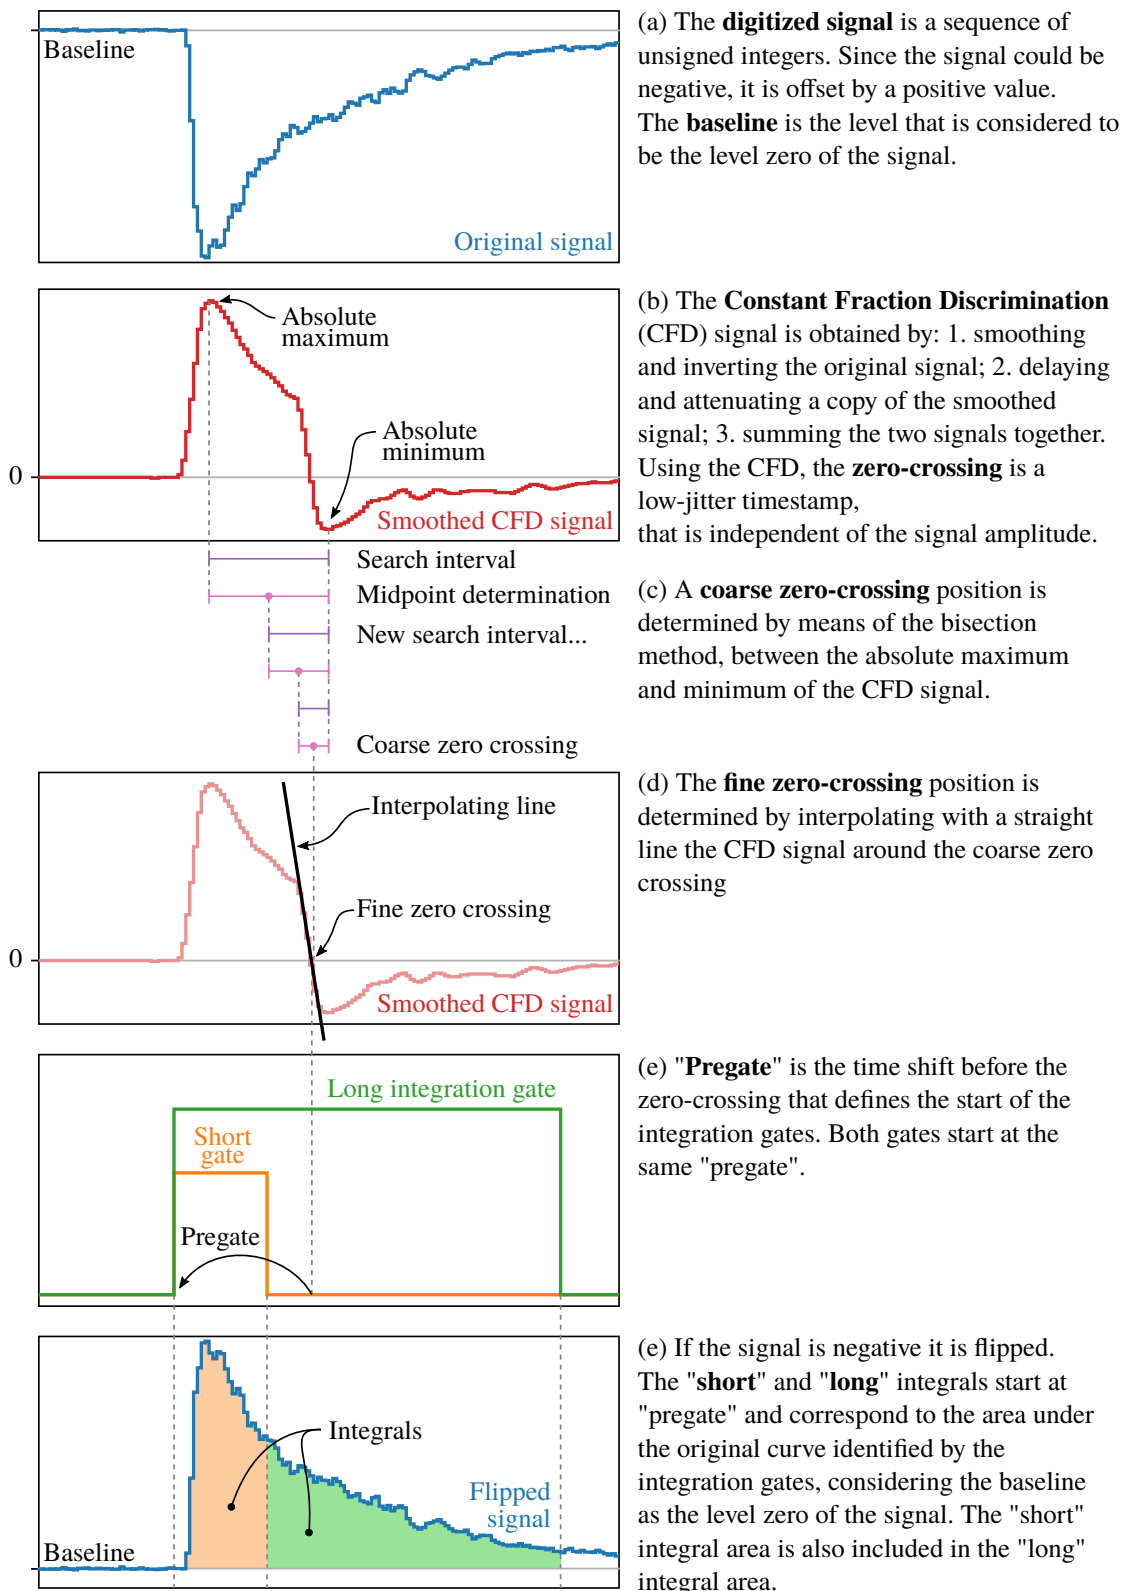 Baseline
Original signal
(a) The digitized signal is a sequence of
unsigned integers. Since the signal could be
negative, it is offset by a positive value.
The baseline is the level that is considered to
be the level zero of the signal.
Absolute
maximum
Absolute
minimum
0
Smoothed CFD signal
(b) The Constant Fraction Discrimination
(CFD) signal is obtained by: 1. smoothing
and inverting the original signal; 2. delaying
and attenuating a copy of the smoothed
signal; 3. summing the two signals together.
Using the CFD, the zero-crossing is a
low-jitter timestamp,
that is independent of the signal amplitude.
Search interval
Midpoint determination
New search interval...
Coarse zero crossing
(c) A coarse zero-crossing position is
determined by means of the bisection
method, between the absolute maximum
and minimum of the CFD signal.
Interpolating line
Fine zero crossing
0
Smoothed CFD signal
(d) The fine zero-crossing position is
determined by interpolating with a straight
line the CFD signal around the coarse zero
crossing
Long integration gate
Short
gate
Pregate
(e) "Pregate" is the time shift before the
zero-crossing that defines the start of the
integration gates. Both gates start at the
same "pregate".
Integrals
Flipped
signal
Baseline
(e) If the signal is negative it is flipped.
The "short" and "long" integrals start at
"pregate" and correspond to the area under
the original curve identified by the
integration gates, considering the baseline
as the level zero of the signal. The "short"
integral area is also included in the "long"
integral area.